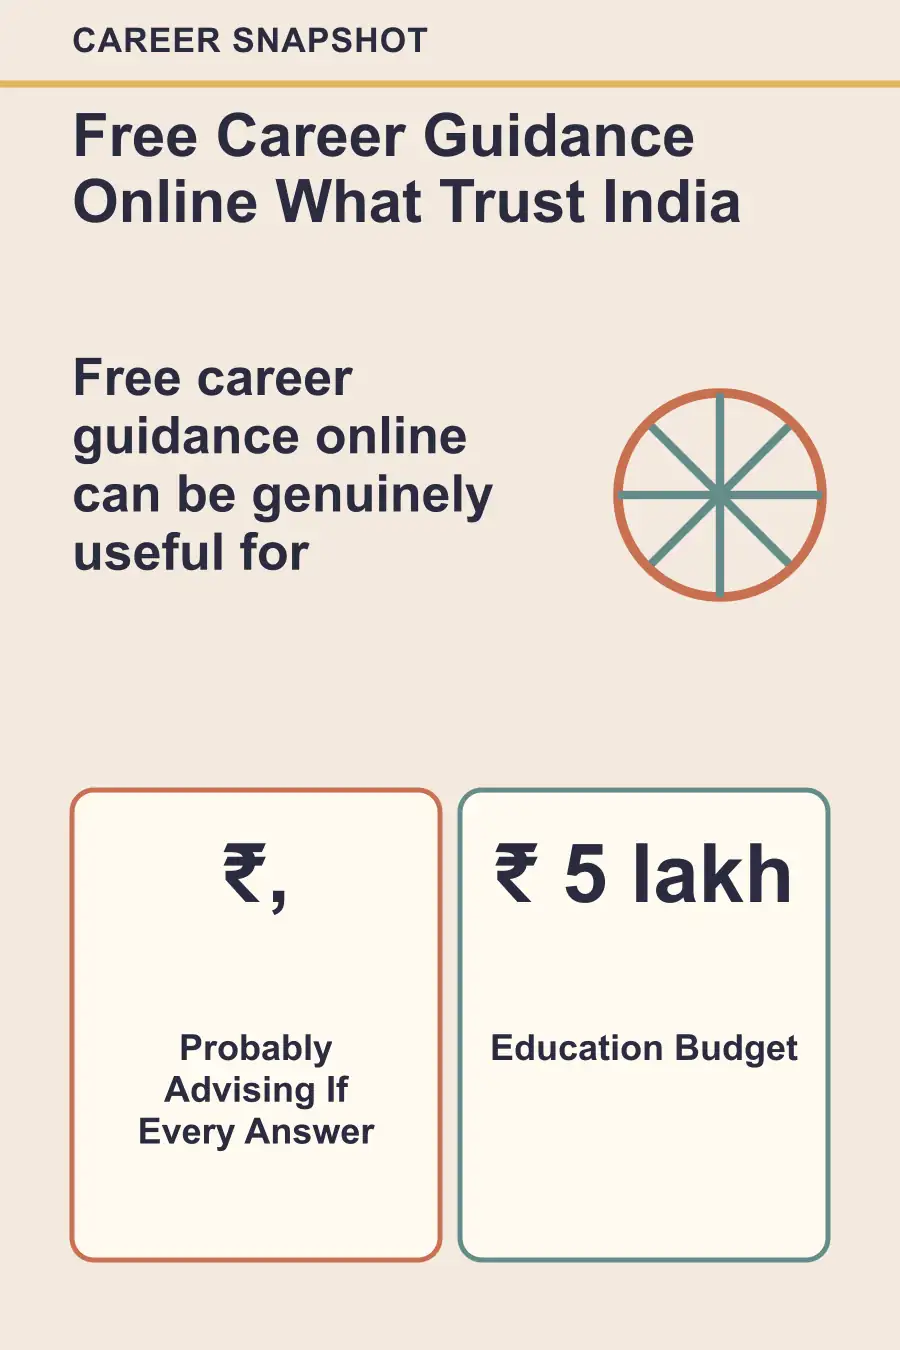 CAREER SNAPSHOT
Free Career Guidance
Online What Trust India
Free career
guidance online
can be genuinely
useful for
₹,
Probably
Advising If
Every Answer
₹ 5 lakh
Education Budget